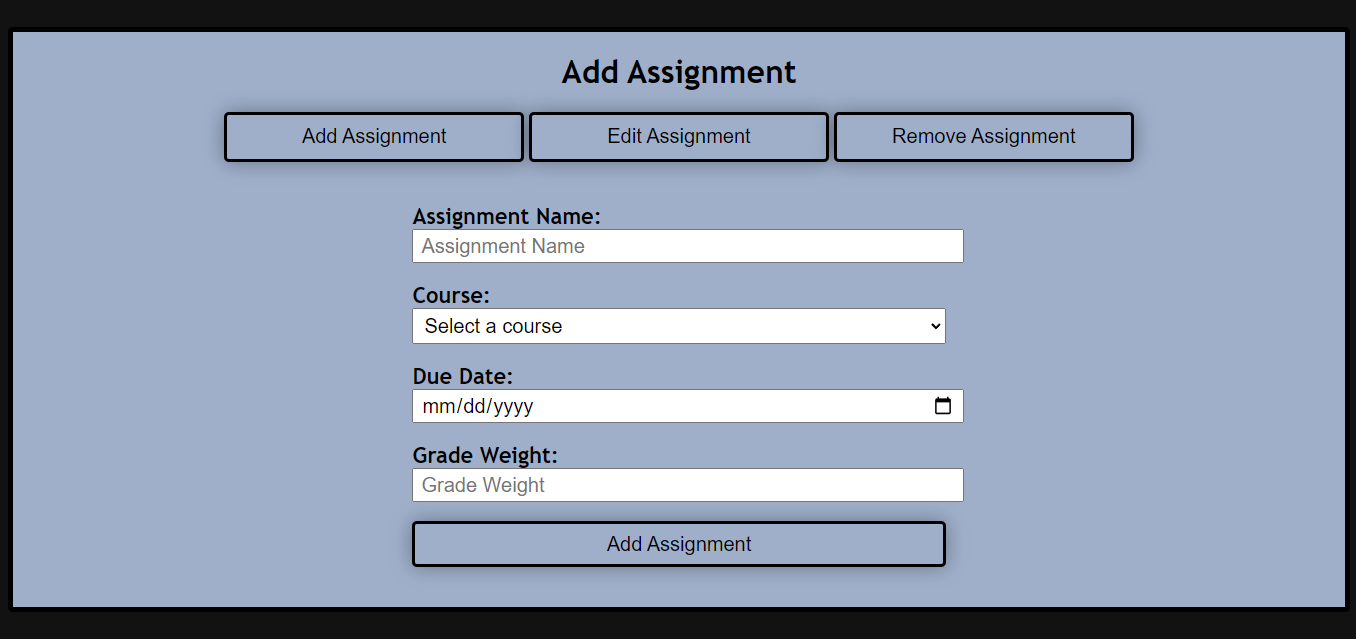 Add Assignment
Add Assignment Edit Assignment Remove Assignment
Assignment Name:
Assignment Name
Course:
Select a course
Due Date:
mm/dd/yyyy
Grade Weight:
Grade Weight
Add Assignment